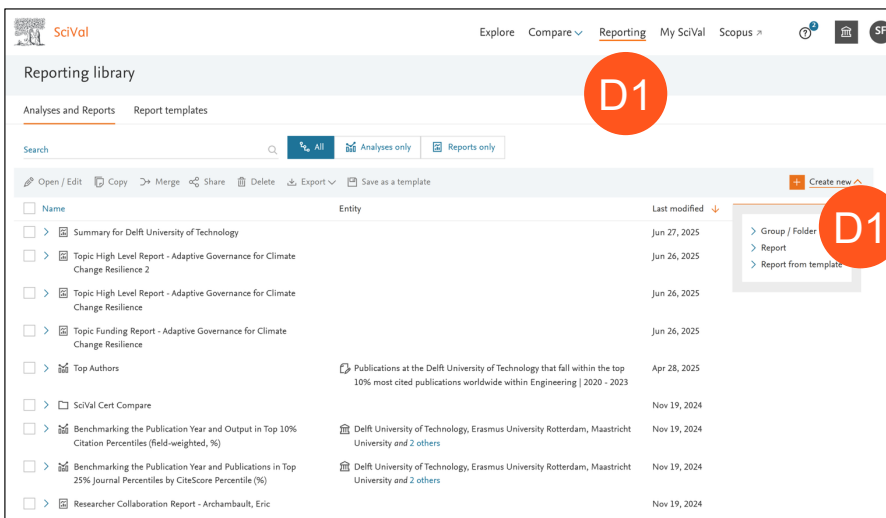 SciVal
Explore Compare Reporting My SciVal Scopus ↗ 2 SF
Reporting library
D1
Analyses and Reports Report templates
Search All Analyses only Reports only
Open / Edit Copy Merge Share Delete Export Save as a template Create new
Name Entity Last modified ↓
Summary for Delft University of Technology Jun 27, 2025
Group / Folder
D1
Report
Report from template
Topic High Level Report - Adaptive Governance for Climate Jun 26, 2025
Change Resilience 2
Topic High Level Report - Adaptive Governance for Climate Jun 26, 2025
Change Resilience
Topic Funding Report - Adaptive Governance for Climate Jun 26, 2025
Change Resilience
Top Authors Publications at the Delft University of Technology that fall within the top Apr 28, 2025
10% most cited publications worldwide within Engineering | 2020 - 2023
SciVal Cert Compare Nov 19, 2024
Benchmarking the Publication Year and Output in Top 10% Delft University of Technology, Erasmus University Rotterdam, Maastricht Nov 19, 2024
Citation Percentiles (field-weighted, %) University and 2 others
Benchmarking the Publication Year and Publications in Top Delft University of Technology, Erasmus University Rotterdam, Maastricht Nov 19, 2024
25% Journal Percentiles by CiteScore Percentile (%) University and 2 others
Researcher Collaboration Report - Archambault, Eric Nov 19, 2024